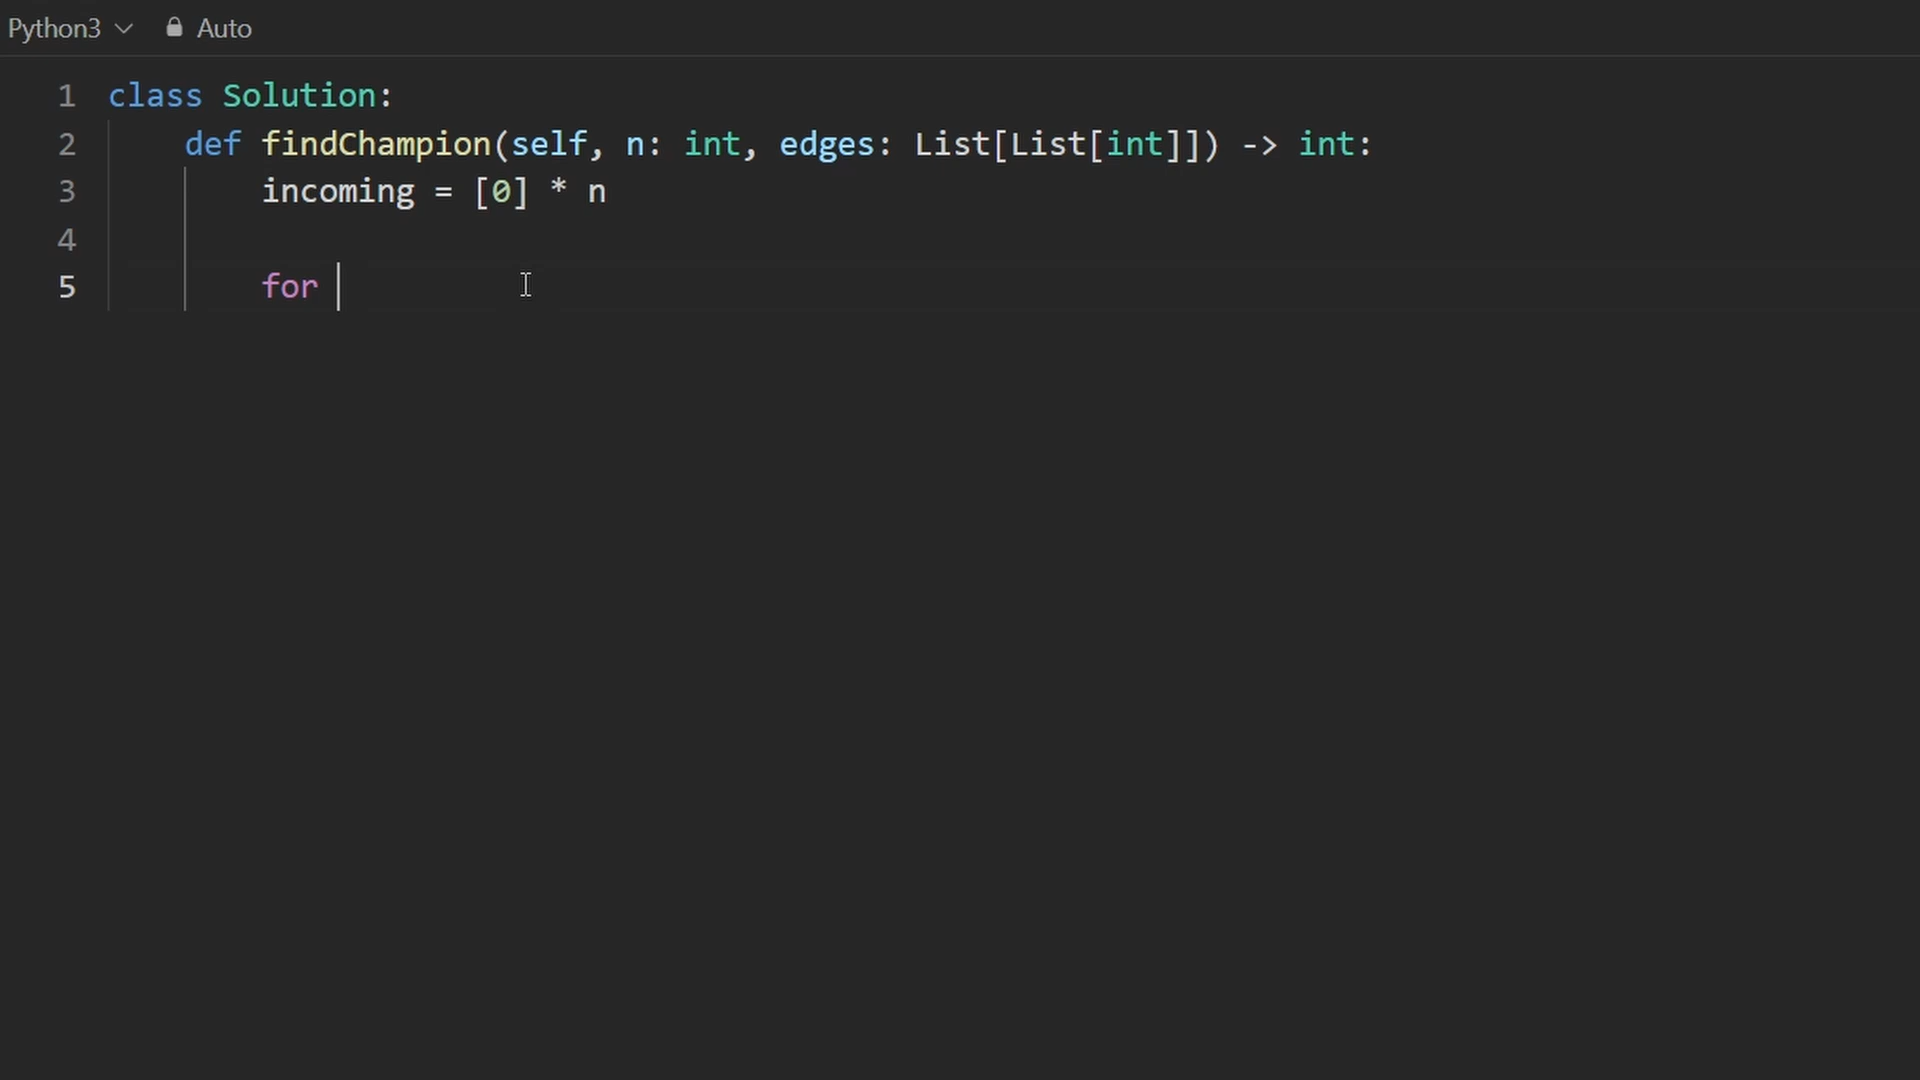 Python3 Auto
1 class Solution:
2 def findChampion(self, n: int, edges: List[List[int]]) -> int:
3 incoming = [0] * n
4
5 for